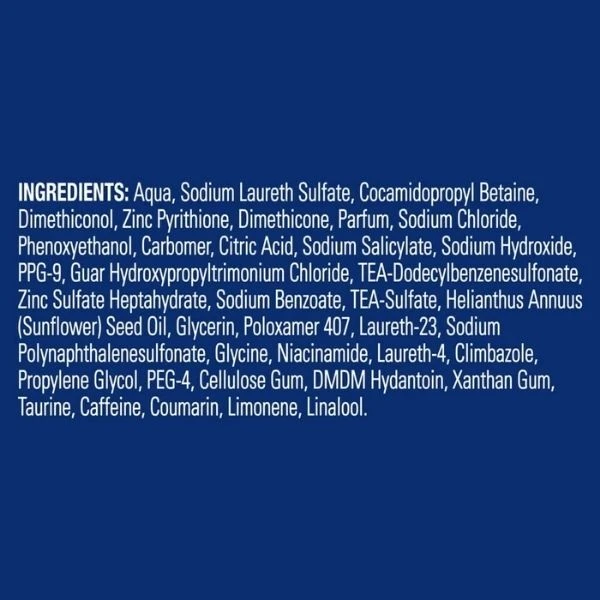 INGREDIENTS: Aqua, Sodium Laureth Sulfate, Cocamidopropyl Betaine,
Dimethiconol, Zinc Pyrithione, Dimethicone, Parfum, Sodium Chloride,
Phenoxyethanol, Carbomer, Citric Acid, Sodium Salicylate, Sodium Hydroxide,
PPG-9, Guar Hydroxypropyltrimonium Chloride, TEA-Dodecylbenzenesulfonate,
Zinc Sulfate Heptahydrate, Sodium Benzoate, TEA-Sulfate, Helianthus Annuus
(Sunflower) Seed Oil, Glycerin, Poloxamer 407, Laureth-23, Sodium
Polynaphthalenesulfonate, Glycine, Niacinamide, Laureth-4, Climbazole,
Propylene Glycol, PEG-4, Cellulose Gum, DMDM Hydantoin, Xanthan Gum,
Taurine, Caffeine, Coumarin, Limonene, Linalool.